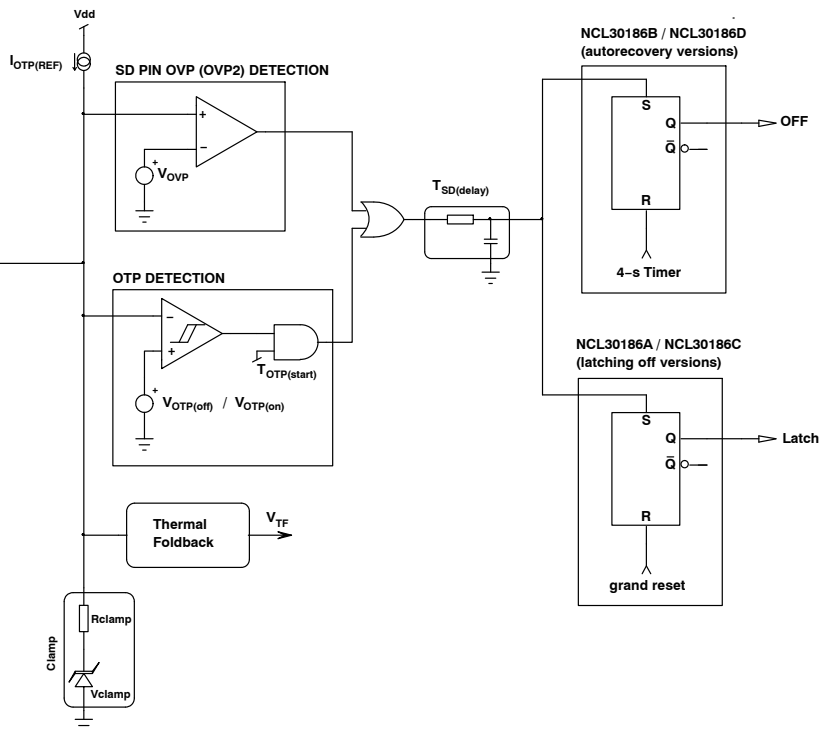 Vdd
IOTP(REF)
SD PIN OVP (OVP2) DETECTION
+
−
+
VOVP
OTP DETECTION
−
+
TOTP(start)
+
VOTP(off) / VOTP(on)
Thermal
Foldback
VTF
Clamp
Rclamp
Vclamp
TSD(delay)
NCL30186B / NCL30186D
(autorecovery versions)
S
Q
Q̅
R
OFF
4−s Timer
NCL30186A / NCL30186C
(latching off versions)
S
Q
Q̅
R
Latch
grand reset